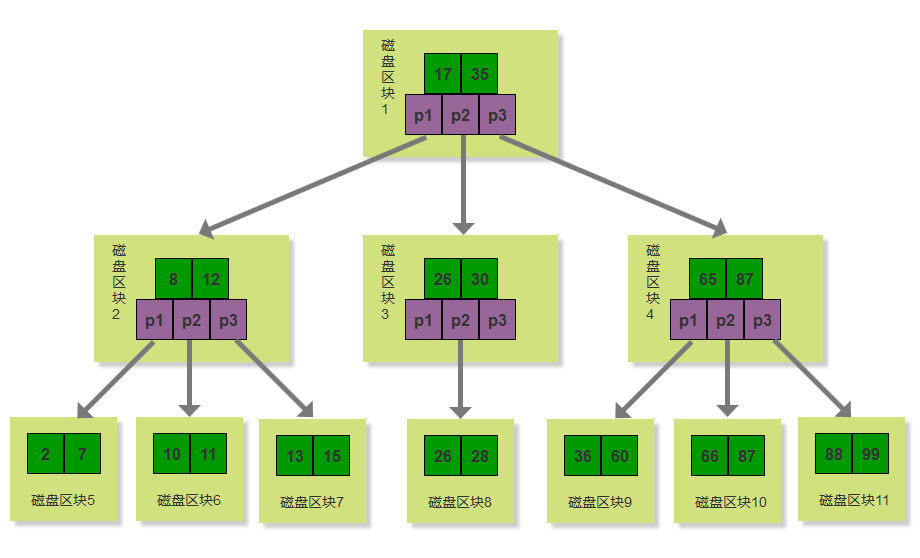 磁盘区块1
17 35
p1 p2 p3
磁盘区块2
8 12
p1 p2 p3
磁盘区块3
26 30
p1 p2 p3
磁盘区块4
65 87
p1 p2 p3
2 7
磁盘区块5
10 11
磁盘区块6
13 15
磁盘区块7
26 28
磁盘区块8
36 60
磁盘区块9
66 87
磁盘区块10
88 99
磁盘区块11